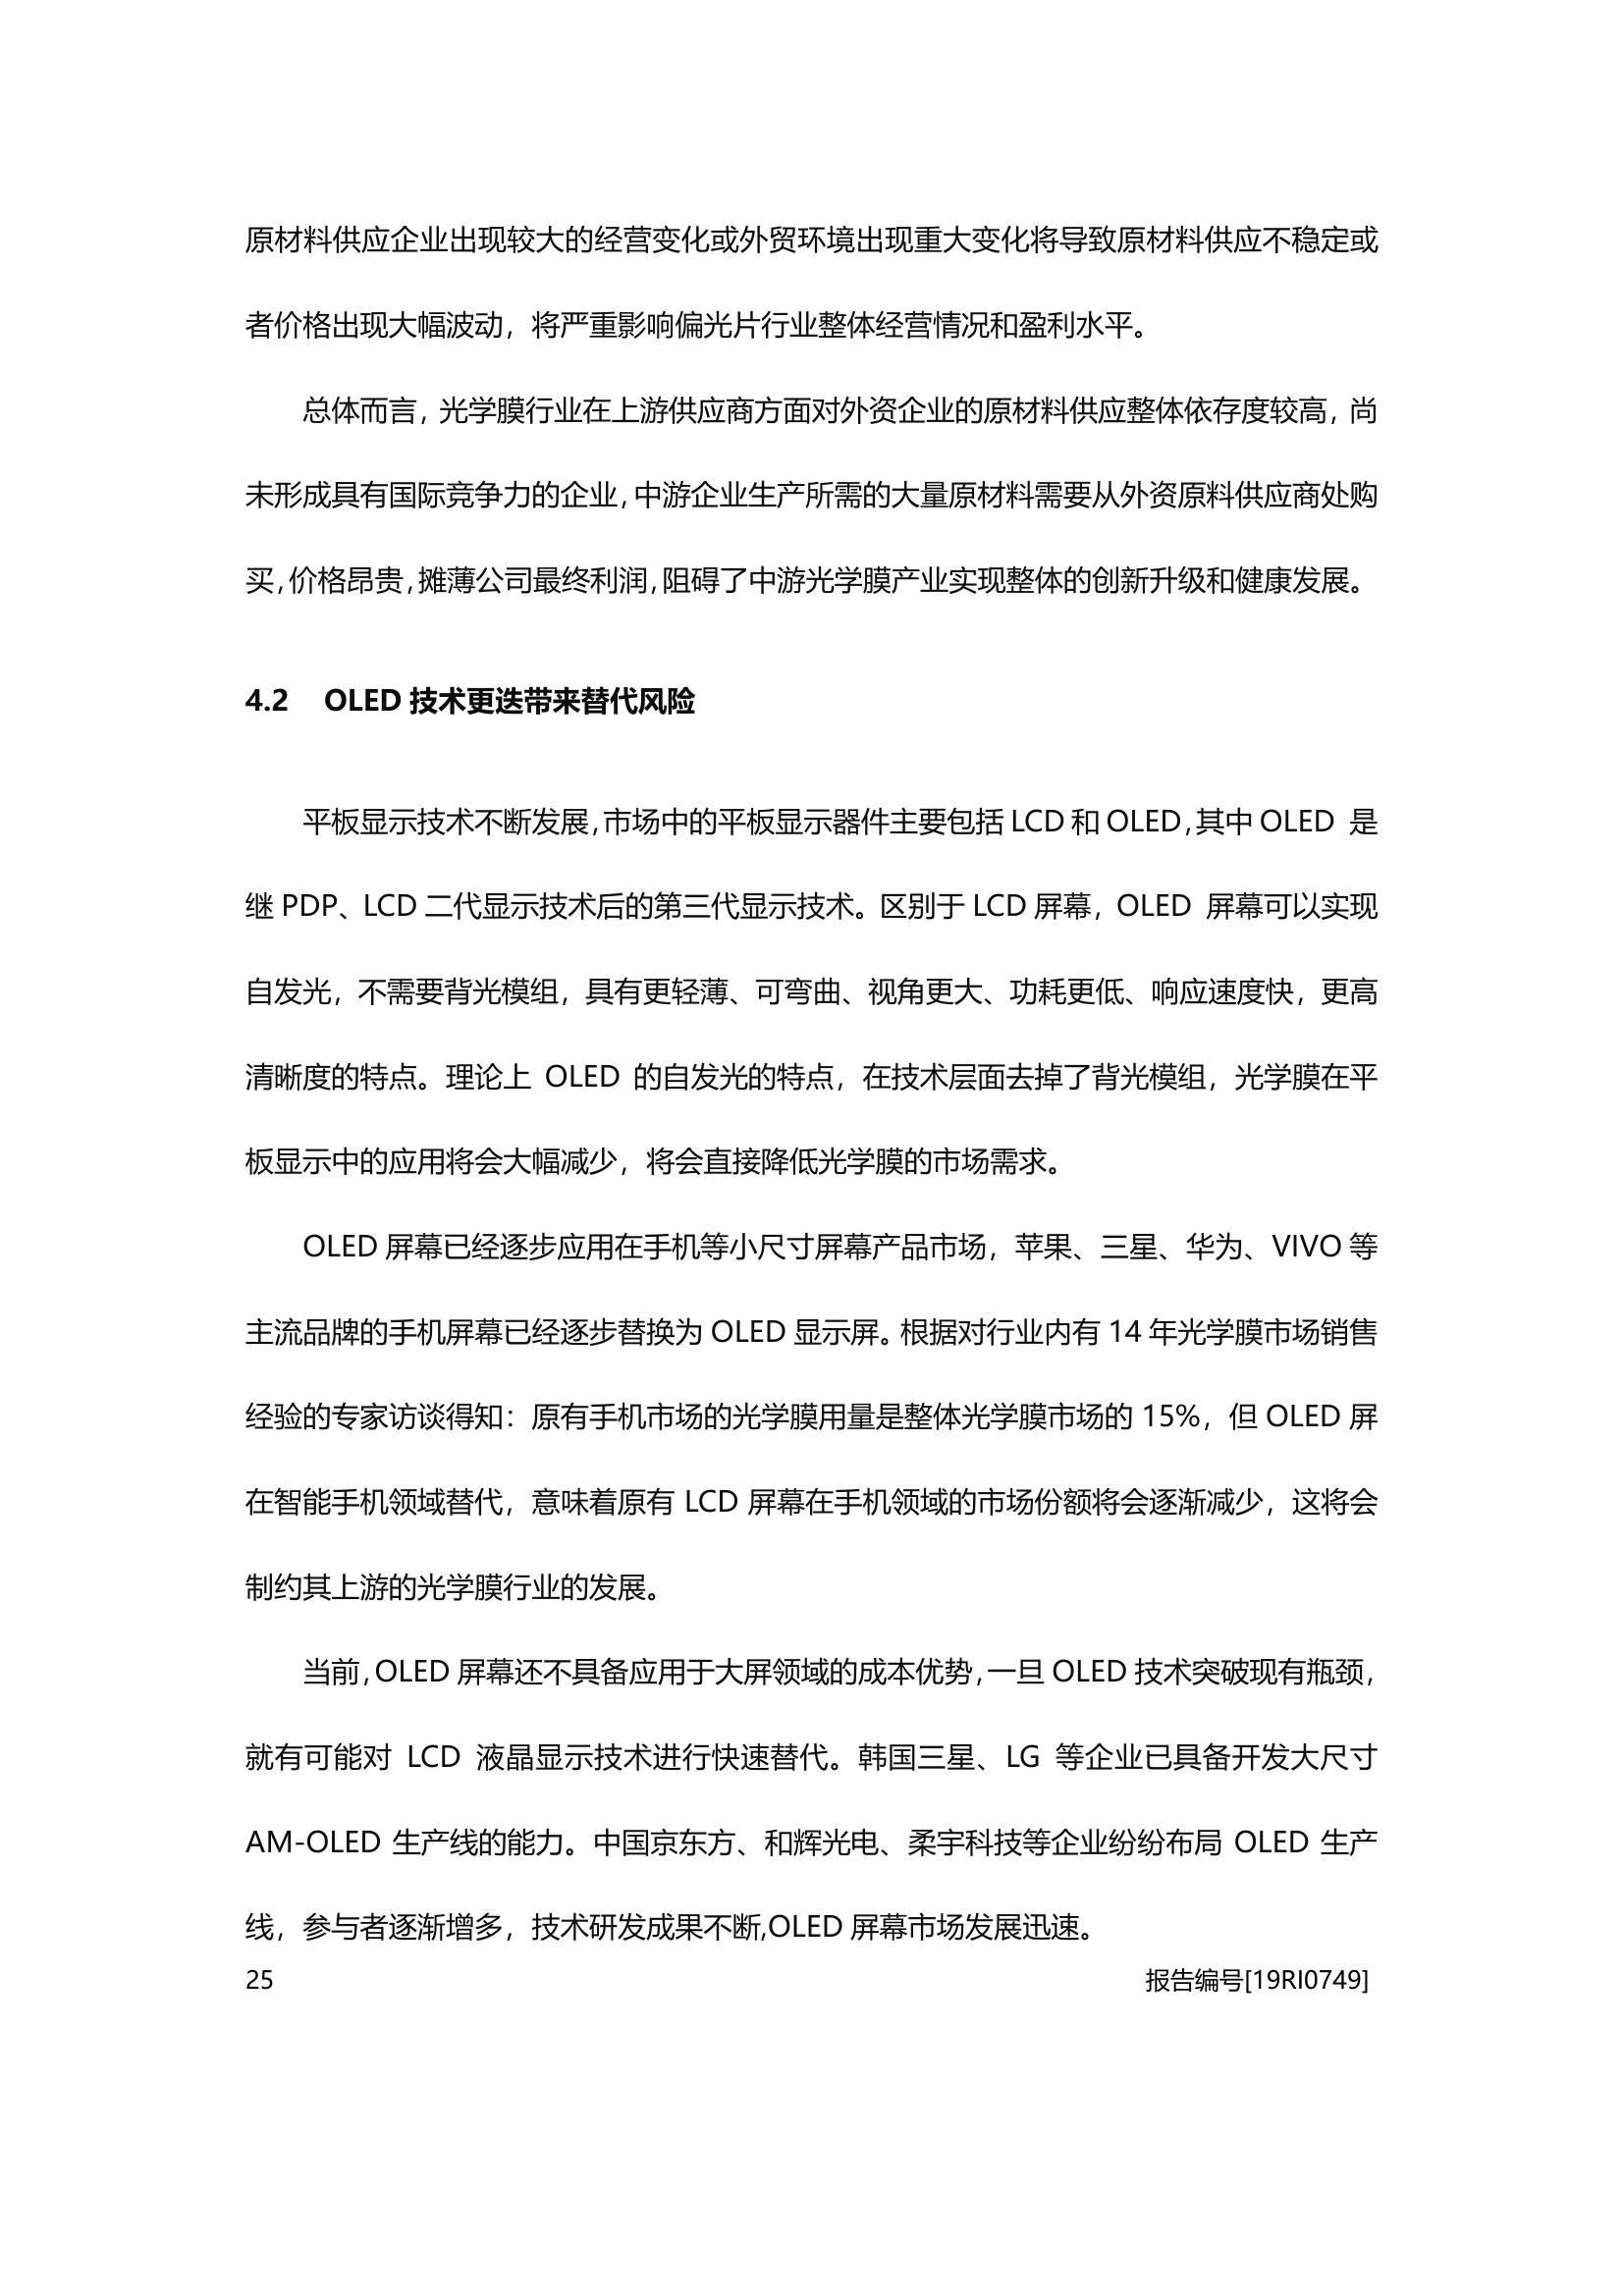 原材料供应企业出现较大的经营变化或外贸环境出现重大变化将导致原材料供应不稳定或
者价格出现大幅波动，将严重影响偏光片行业整体经营情况和盈利水平。
总体而言，光学膜行业在上游供应商方面对外资企业的原材料供应整体依存度较高，尚
未形成具有国际竞争力的企业，中游企业生产所需的大量原材料需要从外资原料供应商处购
买，价格昂贵，摊薄公司最终利润，阻碍了中游光学膜产业实现整体的创新升级和健康发展。
4.2 OLED 技术更迭带来替代风险
平板显示技术不断发展，市场中的平板显示器件主要包括 LCD 和 OLED，其中 OLED 是
继 PDP、LCD 二代显示技术后的第三代显示技术。区别于 LCD 屏幕，OLED 屏幕可以实现
自发光，不需要背光模组，具有更轻薄、可弯曲、视角更大、功耗更低、响应速度快，更高
清晰度的特点。理论上 OLED 的自发光的特点，在技术层面去掉了背光模组，光学膜在平
板显示中的应用将会大幅减少，将会直接降低光学膜的市场需求。
OLED 屏幕已经逐步应用在手机等小尺寸屏幕产品市场，苹果、三星、华为、VIVO 等
主流品牌的手机屏幕已经逐步替换为 OLED 显示屏。根据对行业内有 14 年光学膜市场销售
经验的专家访谈得知：原有手机市场的光学膜用量是整体光学膜市场的 15%，但 OLED 屏
在智能手机领域替代，意味着原有 LCD 屏幕在手机领域的市场份额将会逐渐减少，这将会
制约其上游的光学膜行业的发展。
当前，OLED 屏幕还不具备应用于大屏领域的成本优势，一旦 OLED 技术突破现有瓶颈，
就有可能对 LCD 液晶显示技术进行快速替代。韩国三星、LG 等企业已具备开发大尺寸
AM-OLED 生产线的能力。中国京东方、和辉光电、柔宇科技等企业纷纷布局 OLED 生产
线，参与者逐渐增多，技术研发成果不断,OLED 屏幕市场发展迅速。
25 报告编号[19RI0749]